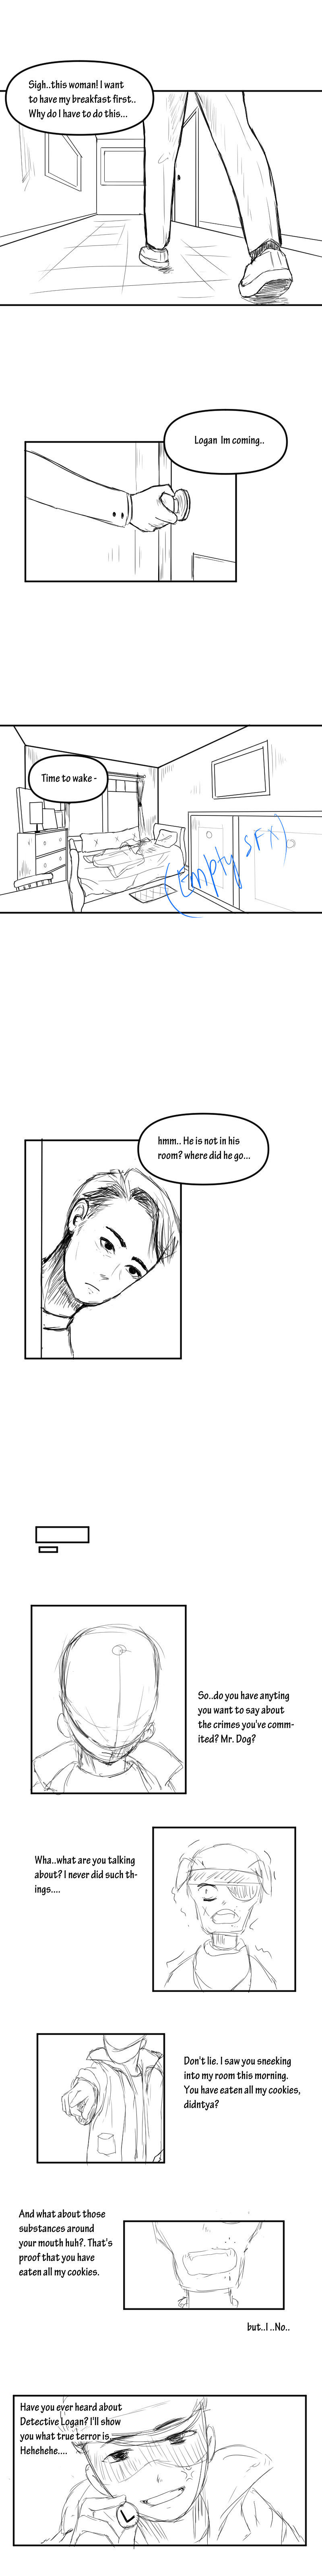 Sigh..this woman! I want
to have my breakfast first..
Why do I have to do this...
Logan Im coming..
Time to wake -
(Empty SFX)
hmm.. He is not in his
room? where did he go...
So..do you have anyting
you want to say about
the crimes you've comm-
ited? Mr. Dog?
Wha..what are you talking
about? I never did such th-
ings....
Don't lie. I saw you sneeking
into my room this morning.
You have eaten all my cookies,
didntya?
And what about those
substances around
your mouth huh?. That's
proof that you have
eaten all my cookies.
but..I ..No..
Have you ever heard about
Detective Logan? I'll show
you what true terror is.
Hehehehe....
L